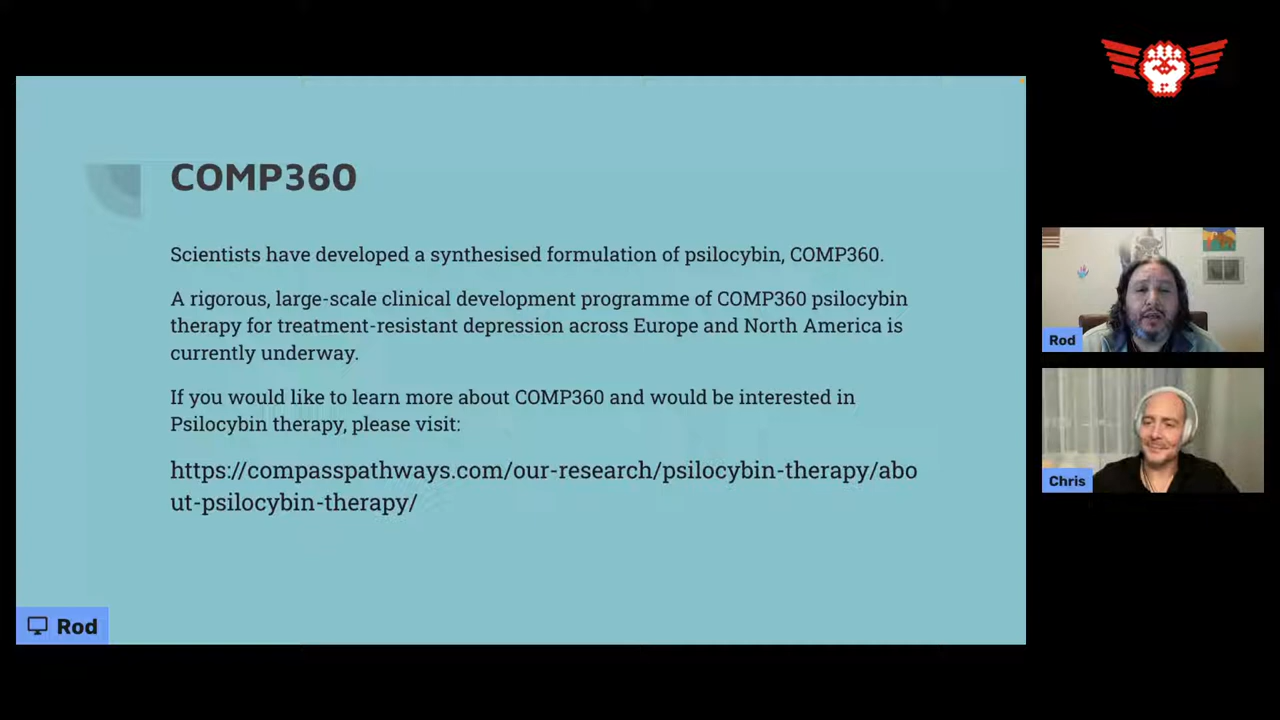 COMP360
Scientists have developed a synthesised formulation of psilocybin, COMP360.
A rigorous, large-scale clinical development programme of COMP360 psilocybin
therapy for treatment-resistant depression across Europe and North America is
currently underway.
If you would like to learn more about COMP360 and would be interested in
Psilocybin therapy, please visit:
https://compasspathways.com/our-research/psilocybin-therapy/abo
ut-psilocybin-therapy/
Rod
Rod
Chris